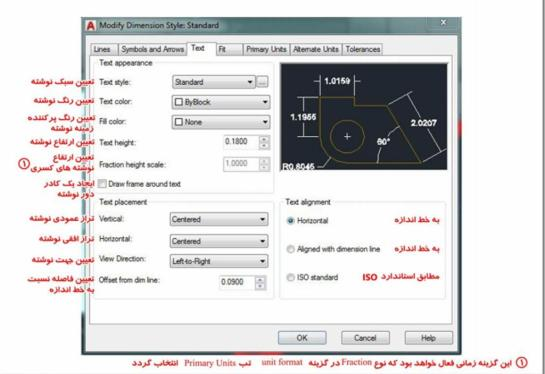 Modify Dimension Style: Standard
Lines Symbols and Arrows Text Fit Primary Units Alternate Units Tolerances
Text appearance
تعیین سبک نوشته Text style: Standard ...
تعیین رنگ نوشته Text color: ByBlock
تعیین رنگ پر کننده زمینه نوشته Fill color: None
تعیین ارتفاع نوشته Text height: 0.1800
① تعیین ارتفاع نوشته های کسری Fraction height scale: 1.0000
ایجاد یک کادر دور نوشته Draw frame around text
1.0159
1.1955
2.0207
60°
R0.8045
Text placement
تراز عمودی نوشته Vertical: Centered
تراز افقی نوشته Horizontal: Centered
تعیین جهت نوشته View Direction: Left-to-Right
تعیین فاصله نسبت به خط اندازه Offset from dim line: 0.0900
Text alignment
Horizontal به خط اندازه
Aligned with dimension line به خط اندازه
ISO standard مطابق استاندارد ISO
OK Cancel Help
① این گزینه زمانی فعال خواهد بود که نوع Fraction در گزینه unit format تب Primary Units انتخاب گردد